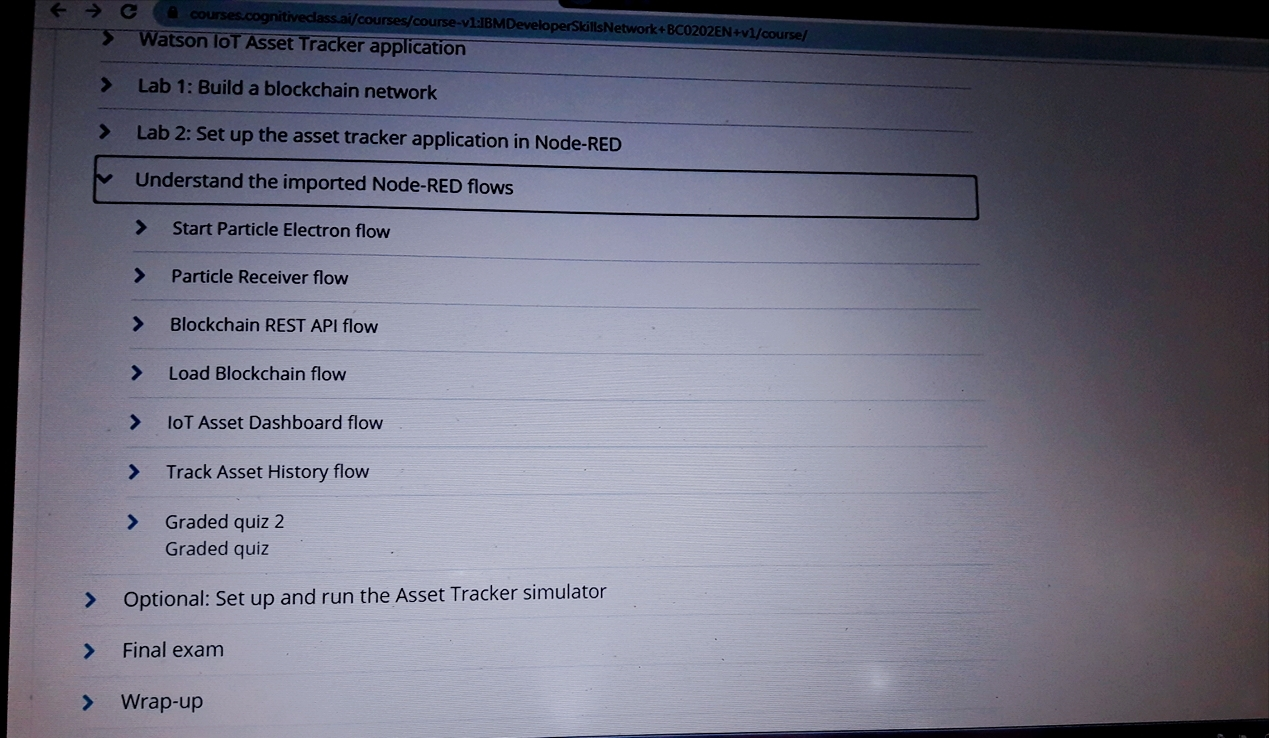 courses.cognitiveclass.ai/courses/course-v1:IBMDeveloperSkillsNetwork+BC0202EN+v1/course/
Watson IoT Asset Tracker application
Lab 1: Build a blockchain network
Lab 2: Set up the asset tracker application in Node-RED
Understand the imported Node-RED flows
Start Particle Electron flow
Particle Receiver flow
Blockchain REST API flow
Load Blockchain flow
IoT Asset Dashboard flow
Track Asset History flow
Graded quiz 2
Graded quiz
Optional: Set up and run the Asset Tracker simulator
Final exam
Wrap-up